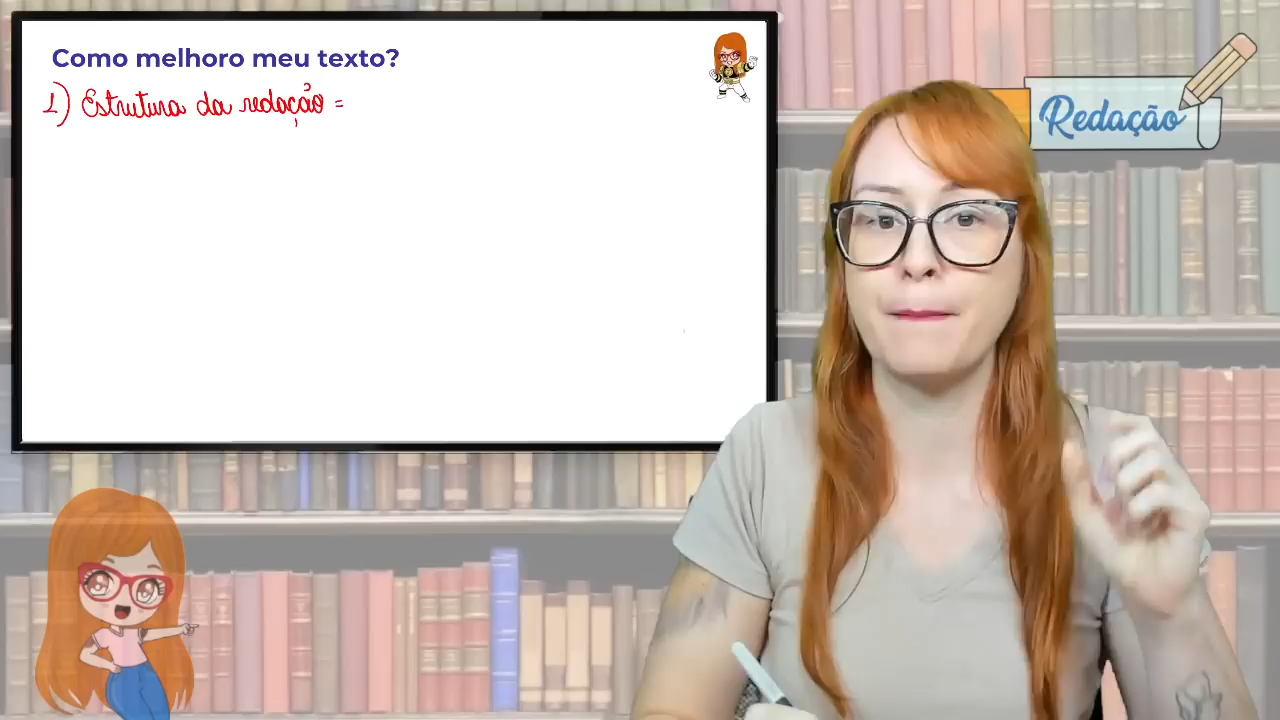 Como melhoro meu texto?
1) Estrutura da redação =
Redação